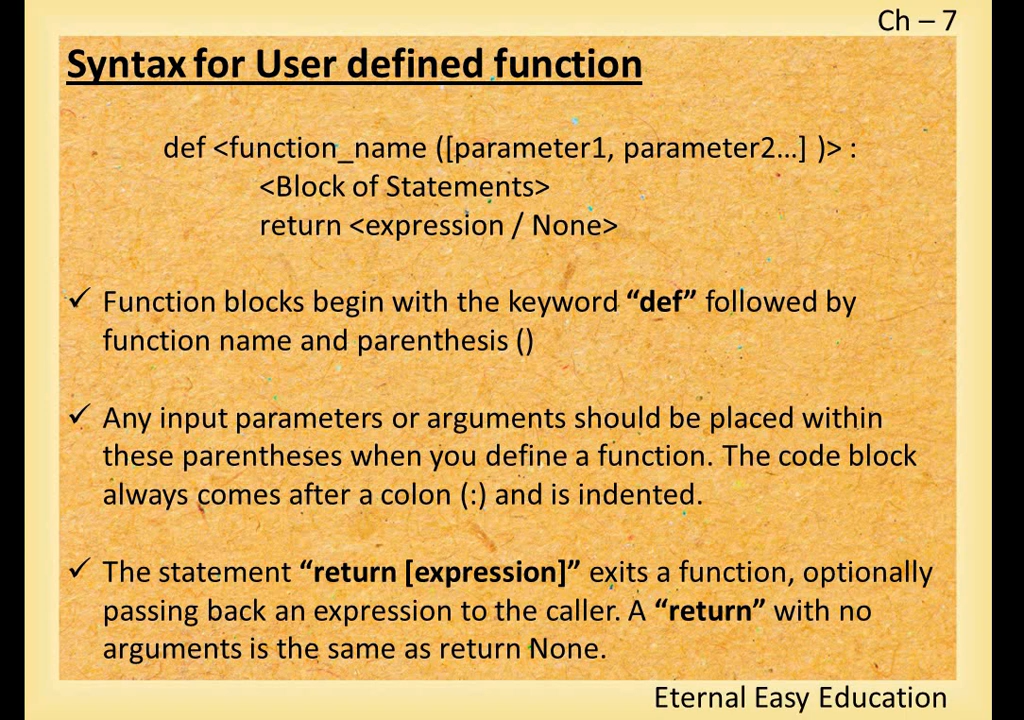 Ch – 7
Syntax for User defined function
def <function_name ([parameter1, parameter2…] )> :
<Block of Statements>
return <expression / None>
✓ Function blocks begin with the keyword “def” followed by
function name and parenthesis ()
✓ Any input parameters or arguments should be placed within
these parentheses when you define a function. The code block
always comes after a colon (:) and is indented.
✓ The statement “return [expression]” exits a function, optionally
passing back an expression to the caller. A “return” with no
arguments is the same as return None.
Eternal Easy Education